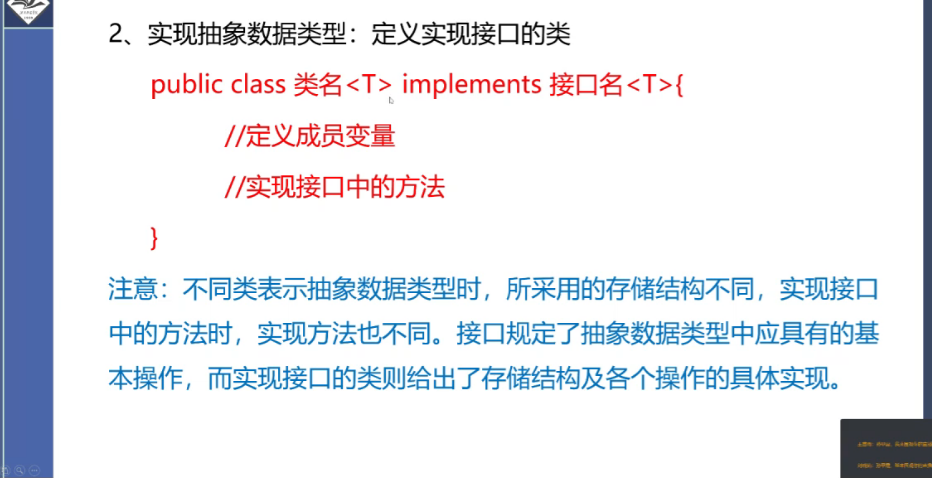 2、实现抽象数据类型：定义实现接口的类
public class 类名<T> implements 接口名<T>{
//定义成员变量
//实现接口中的方法
}
注意：不同类表示抽象数据类型时，所采用的存储结构不同，实现接口
中的方法时，实现方法也不同。接口规定了抽象数据类型中应具有的基
本操作，而实现接口的类则给出了存储结构及各个操作的具体实现。